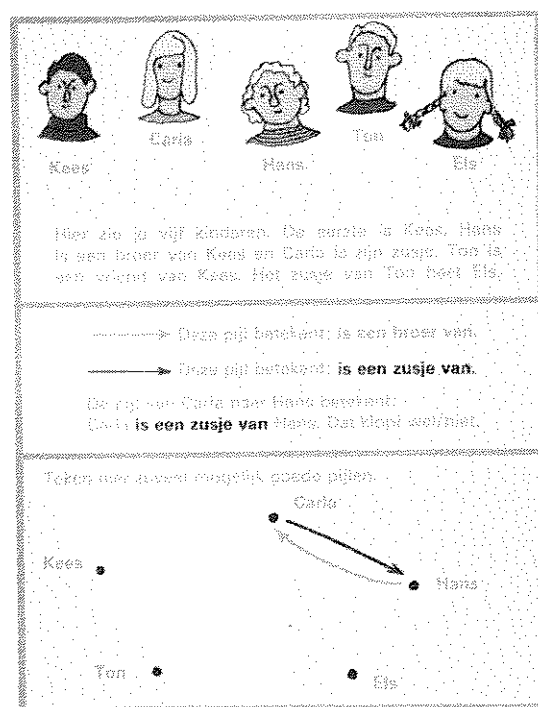 Kees
Carla
Hans
Ton
Els
Hier zie je vijf kinderen. De eerste is Kees. Hans
is een broer van Kees en Carla is zijn zusje. Ton is
een vriend van Kees. Het zusje van Ton heet Els.
Deze pijl betekent: is een broer van.
Deze pijl betekent: is een zusje van.
De pijl van Carla naar Hans betekent:
Carla is een zusje van Hans. Dat klopt wel/niet.
Teken hier zoveel mogelijk goede pijlen.
Carla
Kees
Hans
Ton
Els